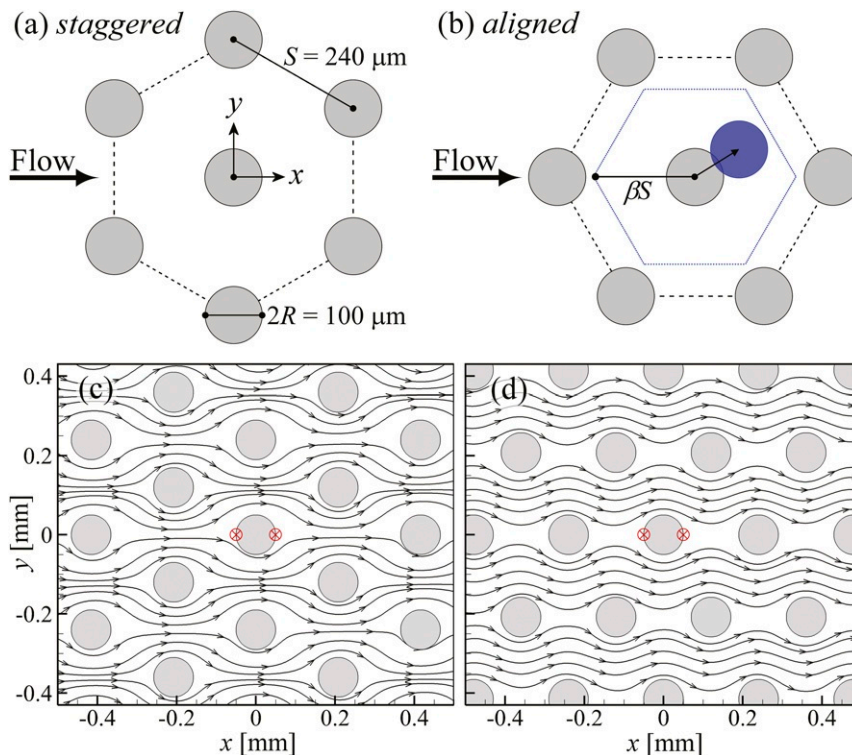 (a) staggered
S = 240 μm
y
x
Flow
2R = 100 μm
(b) aligned
Flow
βS
(c)
0.4
0.2
0
-0.2
-0.4
y [mm]
-0.4 -0.2 0 0.2 0.4
x [mm]
(d)
-0.4 -0.2 0 0.2 0.4
x [mm]